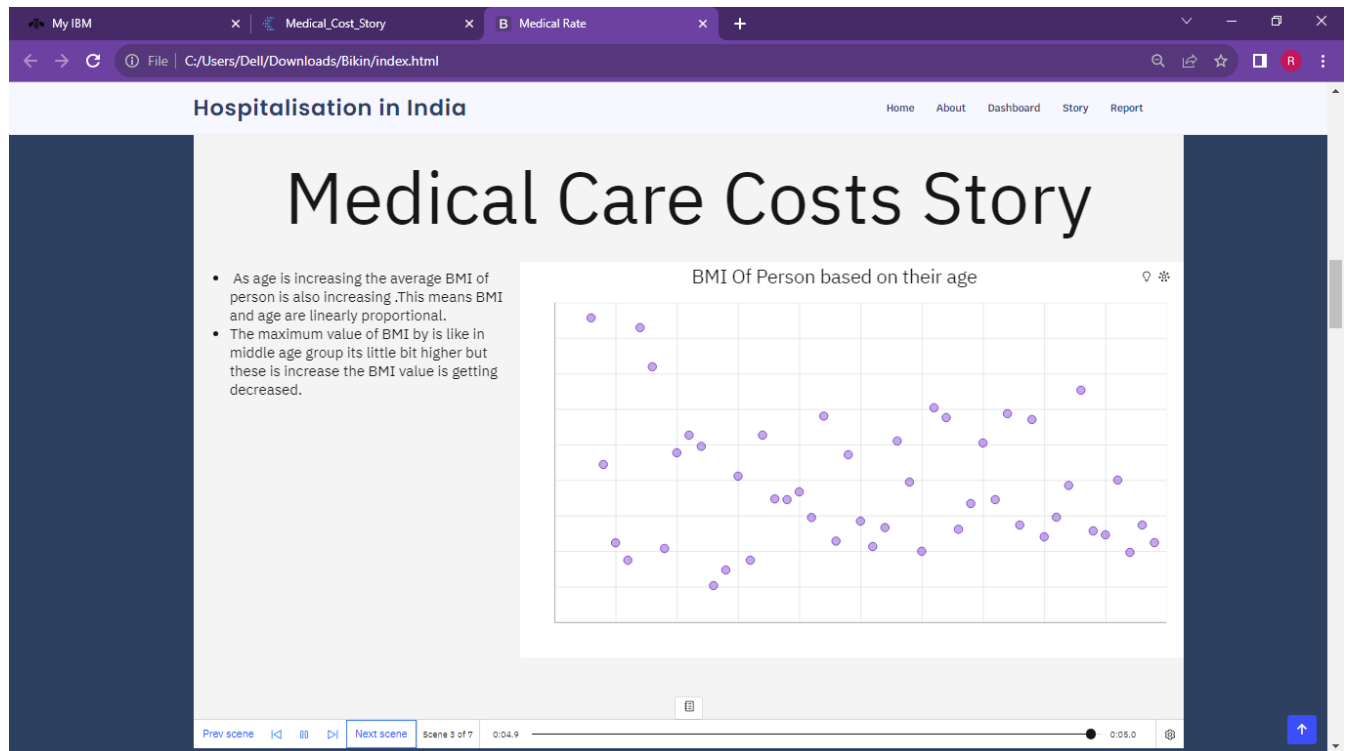 My IBM
Medical_Cost_Story
B Medical Rate
File C:/Users/Dell/Downloads/Bikin/index.html
R
Hospitalisation in India
Home About Dashboard Story Report
Medical Care Costs Story
As age is increasing the average BMI of
person is also increasing .This means BMI
and age are linearly proportional.
The maximum value of BMI by is like in
middle age group its little bit higher but
these is increase the BMI value is getting
decreased.
BMI Of Person based on their age
Prev scene Next scene Scene 3 of 7 0:04.9 0:05.0